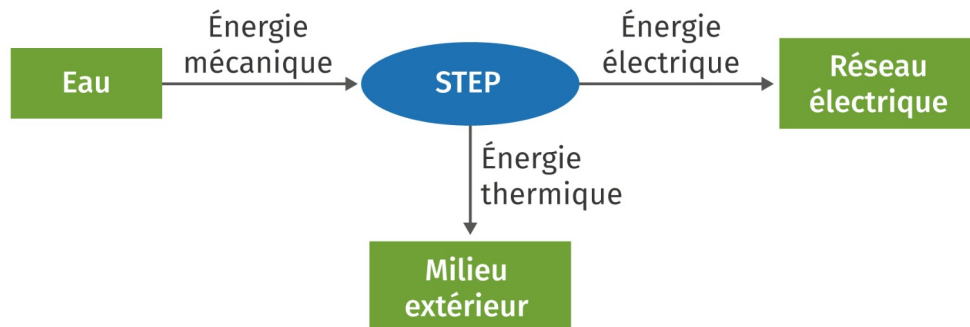 Énergie
mécanique
Énergie
électrique
Eau
STEP
Réseau
électrique
Énergie
thermique
Milieu
extérieur